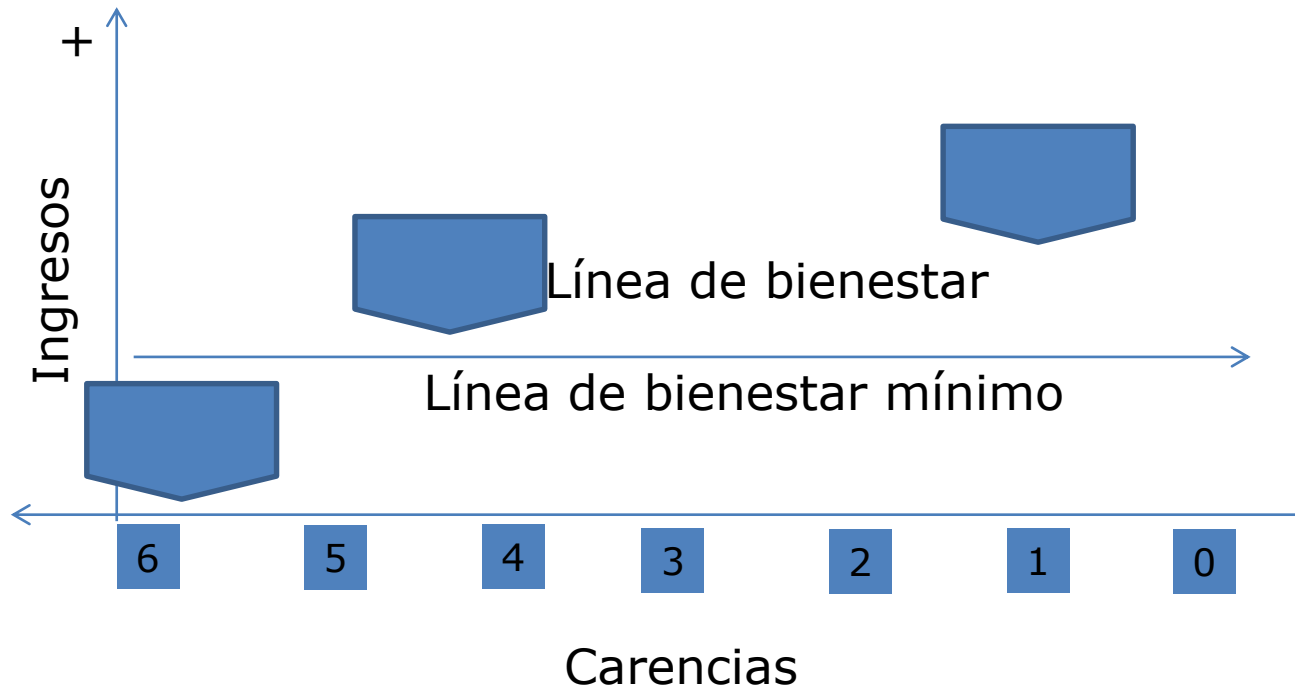 +
Ingresos
Línea de bienestar
Línea de bienestar mínimo
6 5 4 3 2 1 0
Carencias